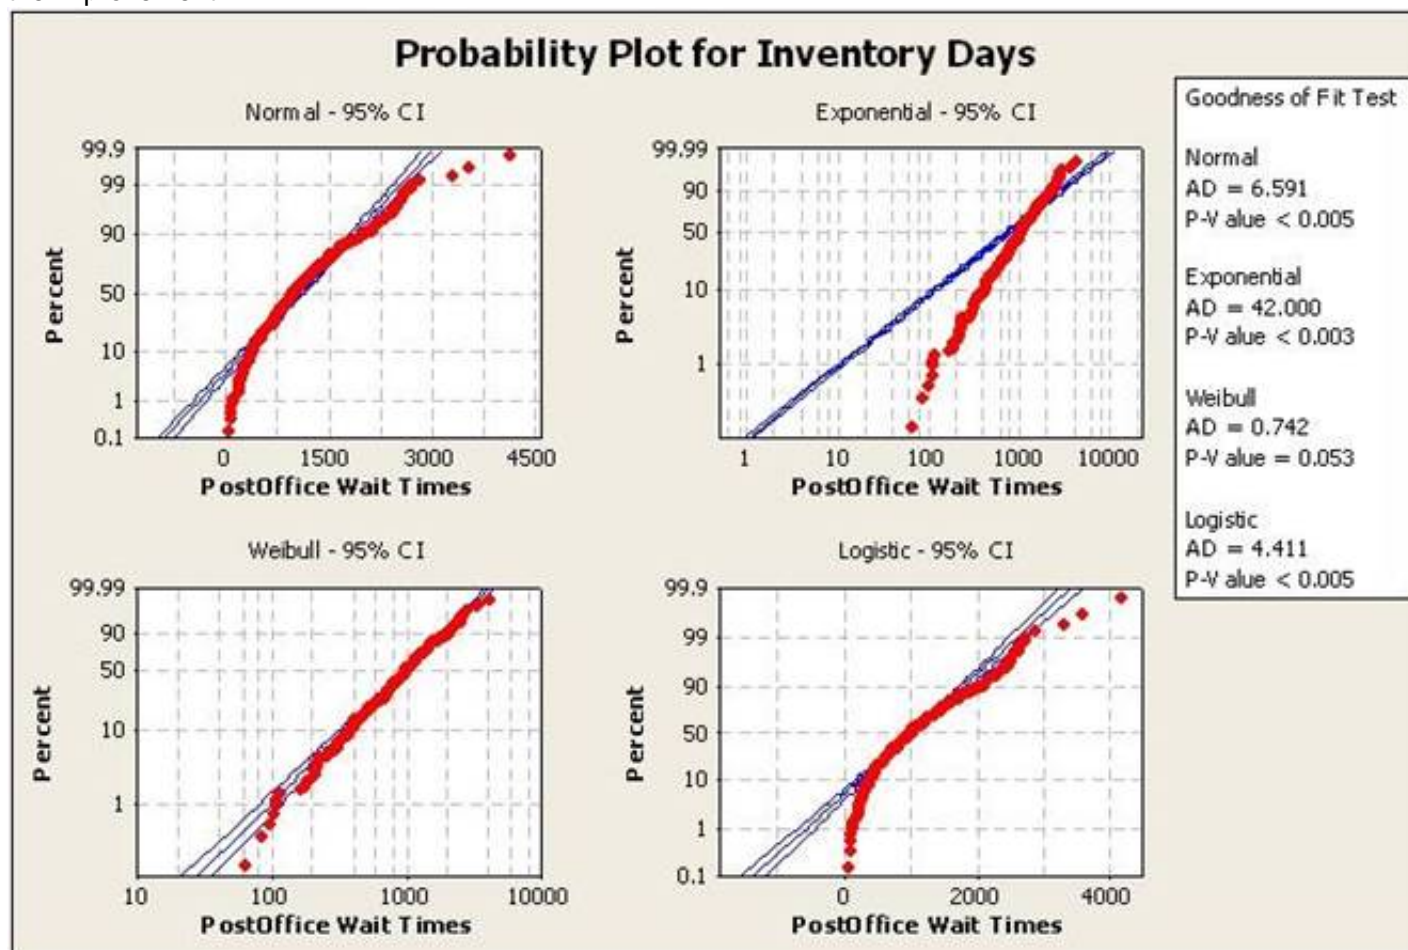 Probability Plot for Inventory Days
Normal - 95% CI
99.9
99
90
50
10
1
0.1
Percent
0 1500 3000 4500
PostOffice Wait Times
Exponential - 95% CI
99.99
90
50
10
1
Percent
1 10 100 1000 10000
PostOffice Wait Times
Weibull - 95% CI
99.99
90
50
10
1
Percent
10 100 1000 10000
PostOffice Wait Times
Logistic - 95% CI
99.9
99
90
50
10
1
0.1
Percent
0 2000 4000
PostOffice Wait Times
Goodness of Fit Test
Normal
AD = 6.591
P-Value < 0.005
Exponential
AD = 42.000
P-Value < 0.003
Weibull
AD = 0.742
P-Value = 0.053
Logistic
AD = 4.411
P-Value < 0.005